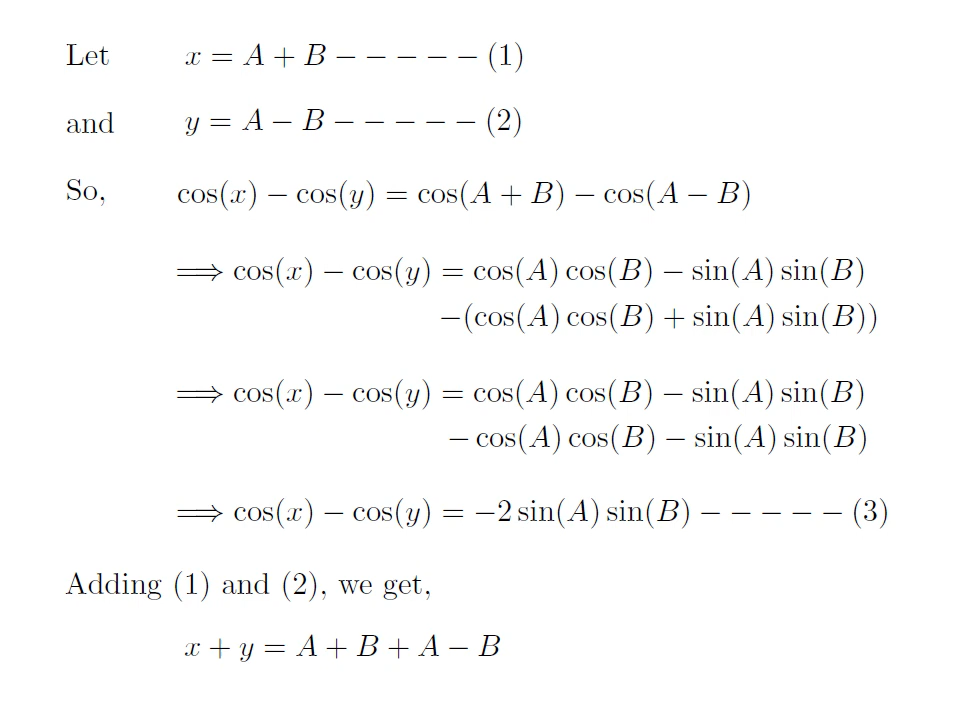 Let x = A + B − − − − − (1)
and y = A − B − − − − − (2)
So, cos(x) − cos(y) = cos(A + B) − cos(A − B)
⟹ cos(x) − cos(y) = cos(A) cos(B) − sin(A) sin(B)
−(cos(A) cos(B) + sin(A) sin(B))
⟹ cos(x) − cos(y) = cos(A) cos(B) − sin(A) sin(B)
− cos(A) cos(B) − sin(A) sin(B)
⟹ cos(x) − cos(y) = −2 sin(A) sin(B) − − − − − (3)
Adding (1) and (2), we get,
x + y = A + B + A − B